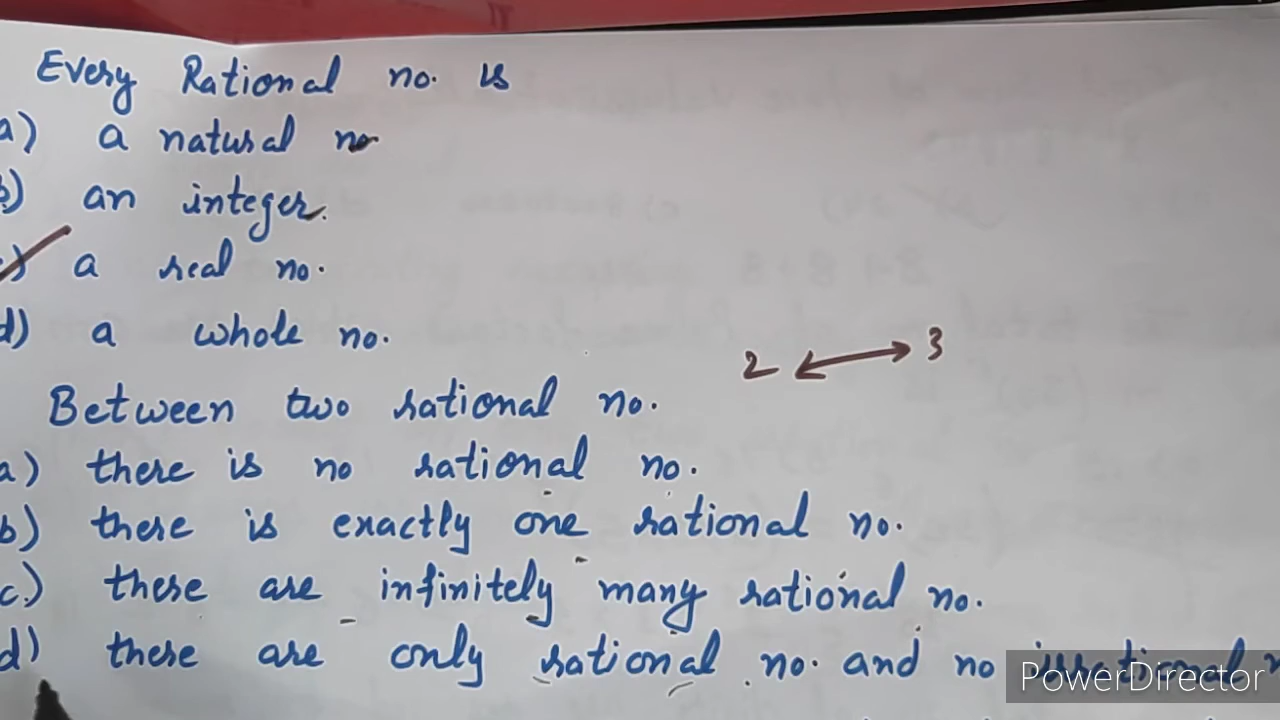 Every Rational no. is
a) a natural no
b) an integer.
c) a real no.
d) a whole no.
2 3
Between two rational no.
a) there is no rational no.
b) there is exactly one rational no.
c) there are infinitely many rational no.
d) there are only rational no. and no irrational
PowerDirector